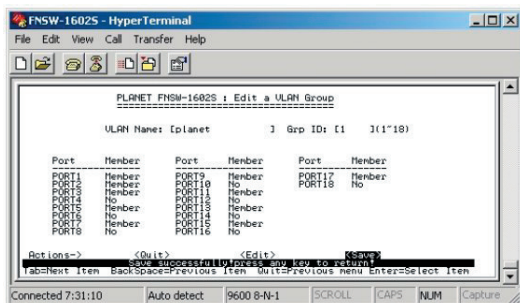 FNSW-1602S - HyperTerminal
File Edit View Call Transfer Help
PLANET FNSW-1602S : Edit a VLAN Group
VLAN Name: [planet ] Grp ID: [1 ](1~18)
Port Member Port Member Port Member
PORT1 Member PORT9 Member PORT17 Member
PORT2 Member PORT10 No PORT18 No
PORT3 Member PORT11 Member
PORT4 No PORT12 No
PORT5 Member PORT13 Member
PORT6 No PORT14 No
PORT7 Member PORT15 No
PORT8 No PORT16 No
Actions-> <Quit> <Edit> <Save>
Save successfully!press any key to return!
Tab=Next Item BackSpace=Previous Item Quit=Previous menu Enter=Select Item
Connected 7:31:10 Auto detect 9600 8-N-1 SCROLL CAPS NUM Capture